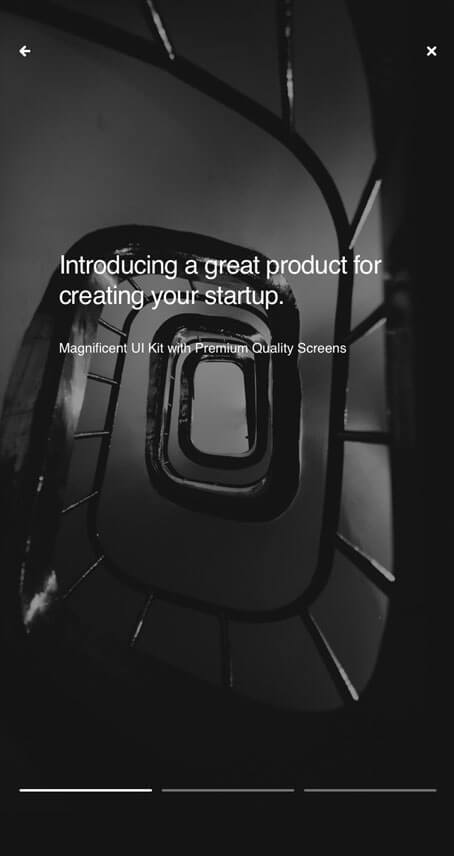 Introducing a great product for
creating your startup.
Magnificent UI Kit with Premium Quality Screens